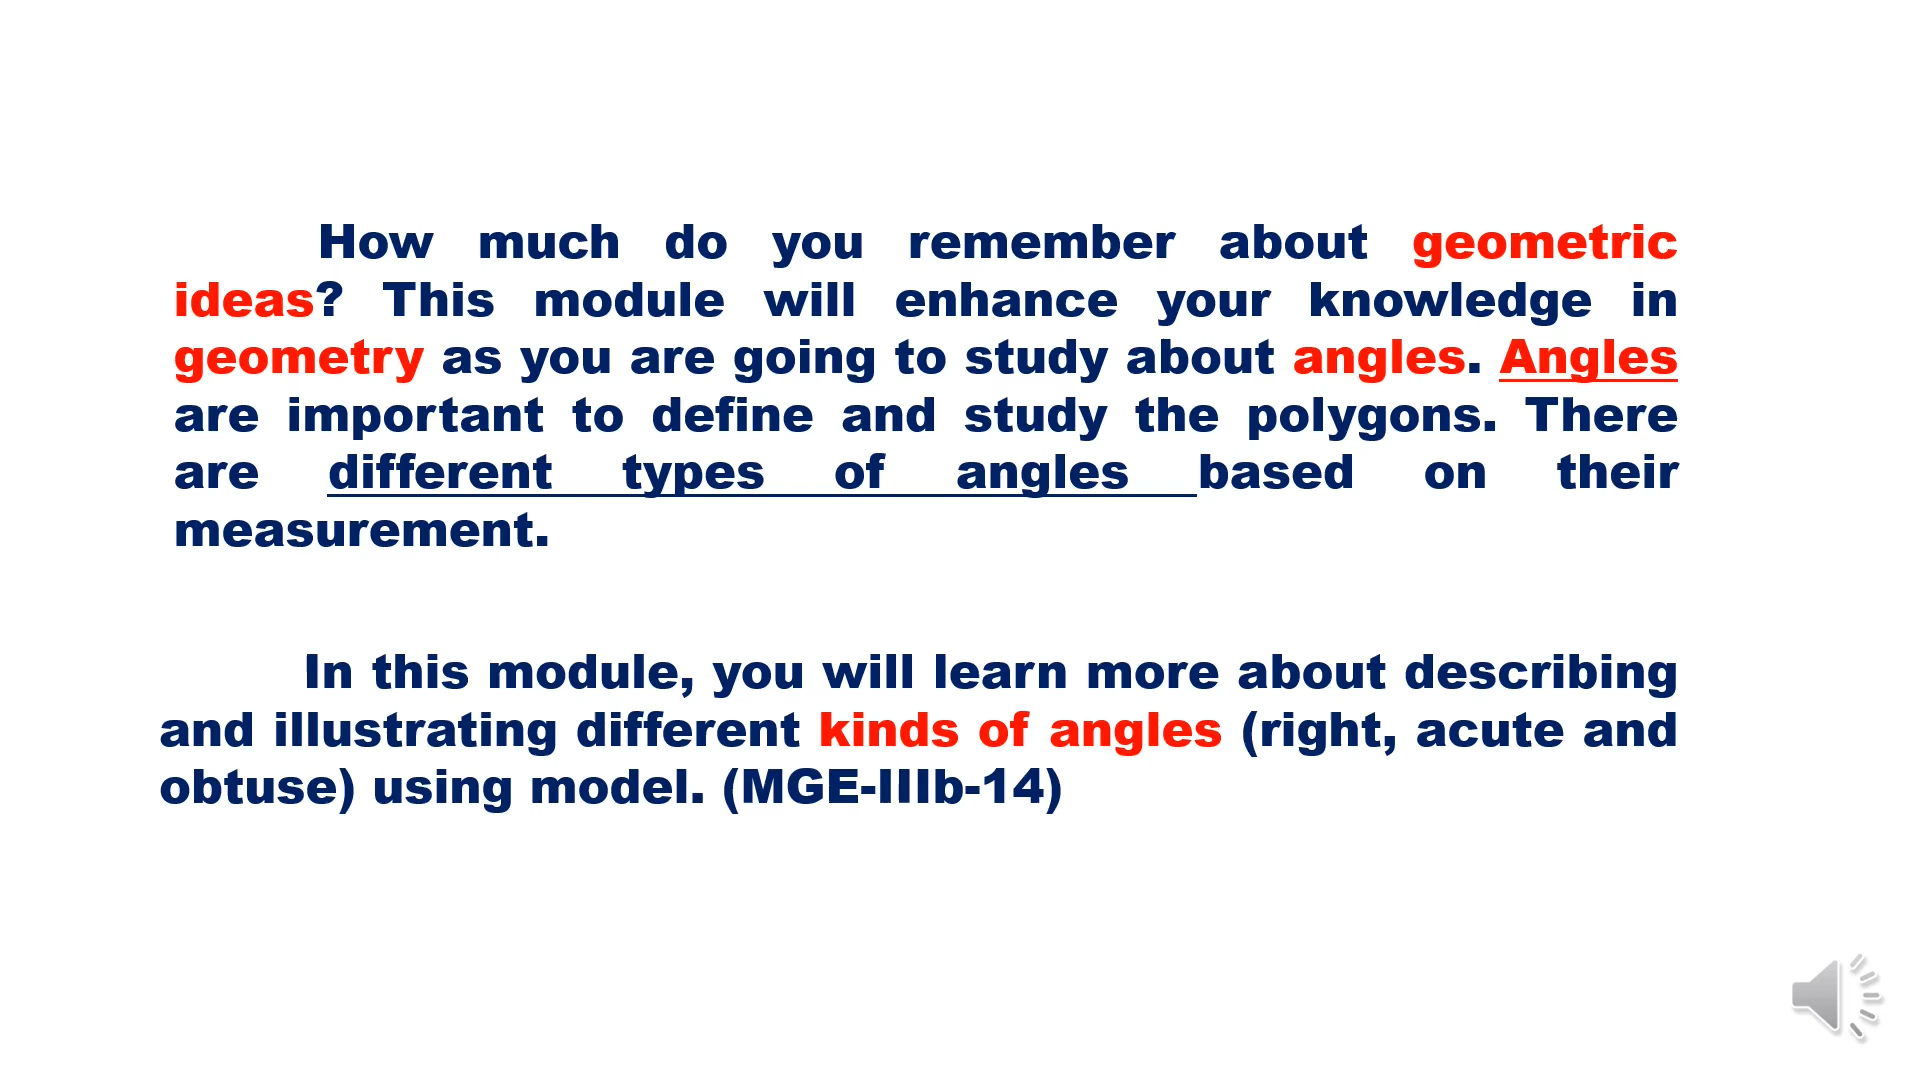 How much do you remember about geometric
ideas? This module will enhance your knowledge in
geometry as you are going to study about angles. Angles
are important to define and study the polygons. There
are different types of angles based on their
measurement.
In this module, you will learn more about describing
and illustrating different kinds of angles (right, acute and
obtuse) using model. (MGE-IIIb-14)